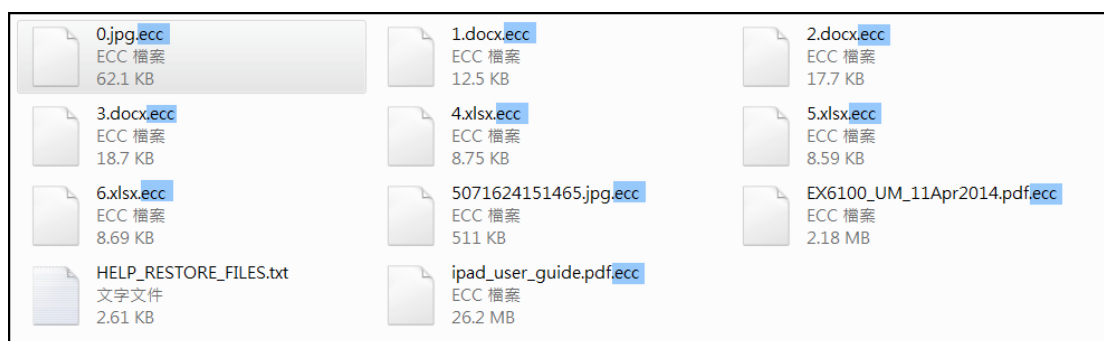 0.jpg.ecc
ECC 檔案
62.1 KB
1.docx.ecc
ECC 檔案
12.5 KB
2.docx.ecc
ECC 檔案
17.7 KB
3.docx.ecc
ECC 檔案
18.7 KB
4.xlsx.ecc
ECC 檔案
8.75 KB
5.xlsx.ecc
ECC 檔案
8.59 KB
6.xlsx.ecc
ECC 檔案
8.69 KB
5071624151465.jpg.ecc
ECC 檔案
511 KB
EX6100_UM_11Apr2014.pdf.ecc
ECC 檔案
2.18 MB
HELP_RESTORE_FILES.txt
文字文件
2.61 KB
ipad_user_guide.pdf.ecc
ECC 檔案
26.2 MB